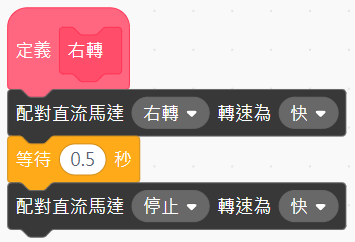 定義 右轉
配對直流馬達 右轉 轉速為 快
等待 0.5 秒
配對直流馬達 停止 轉速為 快